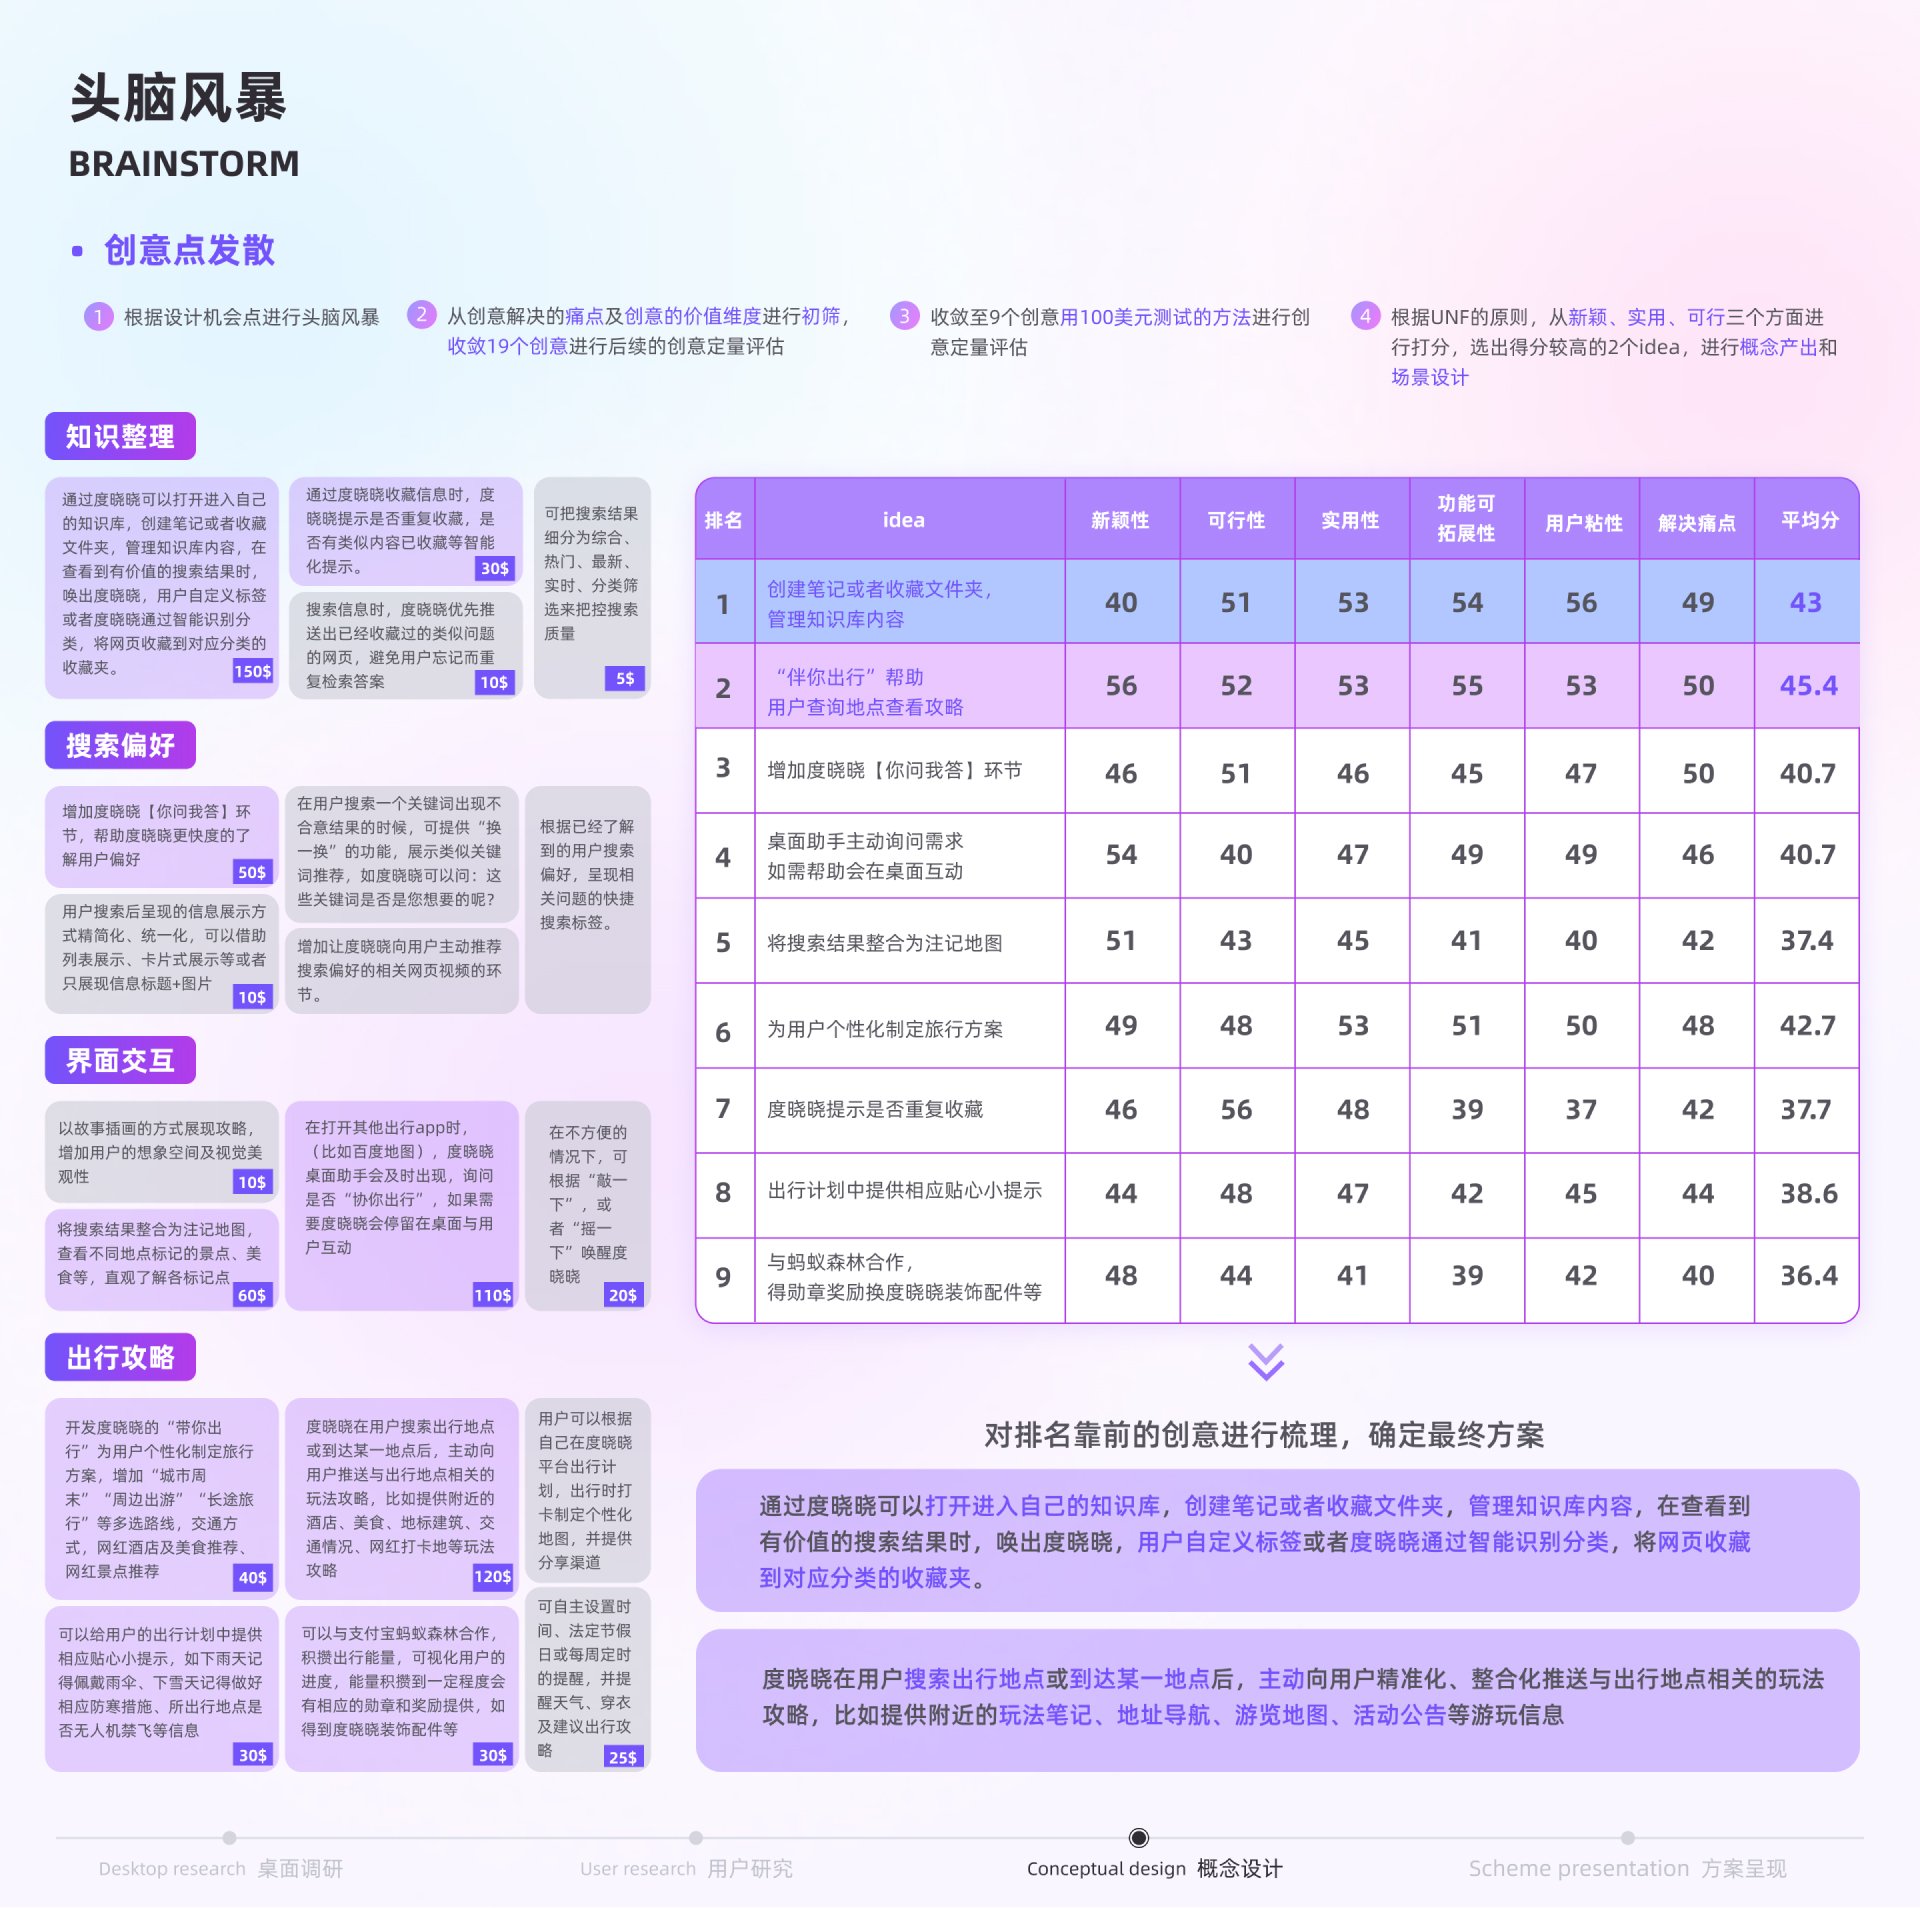 头脑风暴
BRAINSTORM
创意点发散
1 根据设计机会点进行头脑风暴
2 从创意解决的痛点及创意的价值维度进行初筛，
收敛19个创意进行后续的创意定量评估
3 收敛至9个创意用100美元测试的方法进行创
意定量评估
4 根据UNF的原则，从新颖、实用、可行三个方面进
行打分，选出得分较高的2个idea，进行概念产出和
场景设计
知识整理
通过度晓晓可以打开进入自己
的知识库，创建笔记或者收藏
文件夹，管理知识库内容，在
查看到有价值的搜索结果时，
唤出度晓晓，用户自定义标签
或者度晓晓通过智能识别分
类，将网页收藏到对应分类的
收藏夹。
150$
通过度晓晓收藏信息时，度
晓晓提示是否重复收藏，是
否有类似内容已收藏等智能
化提示。
30$
搜索信息时，度晓晓优先推
送出已经收藏过的类似问题
的网页，避免用户忘记而重
复检索答案
10$
可把搜索结果
细分为综合、
热门、最新、
实时、分类筛
选来把控搜索
质量
5$
搜索偏好
增加度晓晓【你问我答】环
节，帮助度晓晓更快度的了
解用户偏好
50$
用户搜索后呈现的信息展示方
式精简化、统一化，可以借助
列表展示、卡片式展示等或者
只展现信息标题+图片
10$
在用户搜索一个关键词出现不
合意结果的时候，可提供“换
一换”的功能，展示类似关键
词推荐，如度晓晓可以问：这
些关键词是否是您想要的呢？
增加让度晓晓向用户主动推荐
搜索偏好的相关网页视频的环
节。
根据已经了解
到的用户搜索
偏好，呈现相
关问题的快捷
搜索标签。
界面交互
以故事插画的方式展现攻略，
增加用户的想象空间及视觉美
观性
10$
将搜索结果整合为注记地图，
查看不同地点标记的景点、美
食等，直观了解各标记点
60$
在打开其他出行app时，
（比如百度地图），度晓晓
桌面助手会及时出现，询问
是否“协你出行”，如果需
要度晓晓会停留在桌面与用
户互动
110$
在不方便的
情况下，可
根据“敲一
下”，或
者“摇一
下”唤醒度
晓晓
20$
出行攻略
开发度晓晓的“带你出
行”为用户个性化制定旅行
方案，增加“城市周
末”“周边出游”“长途旅
行”等多选路线，交通方
式，网红酒店及美食推荐、
网红景点推荐
40$
度晓晓在用户搜索出行地点
或到达某一地点后，主动向
用户推送与出行地点相关的
玩法攻略，比如提供附近的
酒店、美食、地标建筑、交
通情况、网红打卡地等玩法
攻略
120$
用户可以根据
自己在度晓晓
平台出行计
划，出行时打
卡制定个性化
地图，并提供
分享渠道
可以给用户的出行计划中提供
相应贴心小提示，如下雨天记
得佩戴雨伞、下雪天记得做好
相应防寒措施、所出行地点是
否无人机禁飞等信息
30$
可以与支付宝蚂蚁森林合作，
积攒出行能量，可视化用户的
进度，能量积攒到一定程度会
有相应的勋章和奖励提供，如
得到度晓晓装饰配件等
30$
可自主设置时
间、法定节假
日或每周定时
的提醒，并提
醒天气、穿衣
及建议出行攻
略
25$
排名 idea 新颖性 可行性 实用性 功能可拓展性 用户粘性 解决痛点 平均分
1 创建笔记或者收藏文件夹，
管理知识库内容 40 51 53 54 56 49 43
2 “伴你出行”帮助
用户查询地点查看攻略 56 52 53 55 53 50 45.4
3 增加度晓晓【你问我答】环节 46 51 46 45 47 50 40.7
4 桌面助手主动询问需求
如需帮助会在桌面互动 54 40 47 49 49 46 40.7
5 将搜索结果整合为注记地图 51 43 45 41 40 42 37.4
6 为用户个性化制定旅行方案 49 48 53 51 50 48 42.7
7 度晓晓提示是否重复收藏 46 56 48 39 37 42 37.7
8 出行计划中提供相应贴心小提示 44 48 47 42 45 44 38.6
9 与蚂蚁森林合作，
得勋章奖励换度晓晓装饰配件等 48 44 41 39 42 40 36.4
对排名靠前的创意进行梳理，确定最终方案
通过度晓晓可以打开进入自己的知识库，创建笔记或者收藏文件夹，管理知识库内容，在查看到
有价值的搜索结果时，唤出度晓晓，用户自定义标签或者度晓晓通过智能识别分类，将网页收藏
到对应分类的收藏夹。
度晓晓在用户搜索出行地点或到达某一地点后，主动向用户精准化、整合化推送与出行地点相关的玩法
攻略，比如提供附近的玩法笔记、地址导航、游览地图、活动公告等游玩信息
Desktop research 桌面调研
User research 用户研究
Conceptual design 概念设计
Scheme presentation 方案呈现